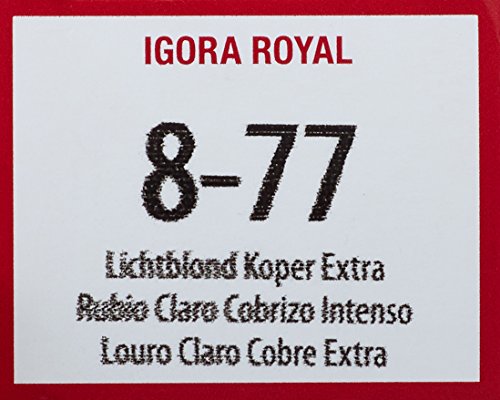 IGORA ROYAL
8-77
Lichtblond Koper Extra
Rubio Claro Cobrizo Intenso
Louro Claro Cobre Extra